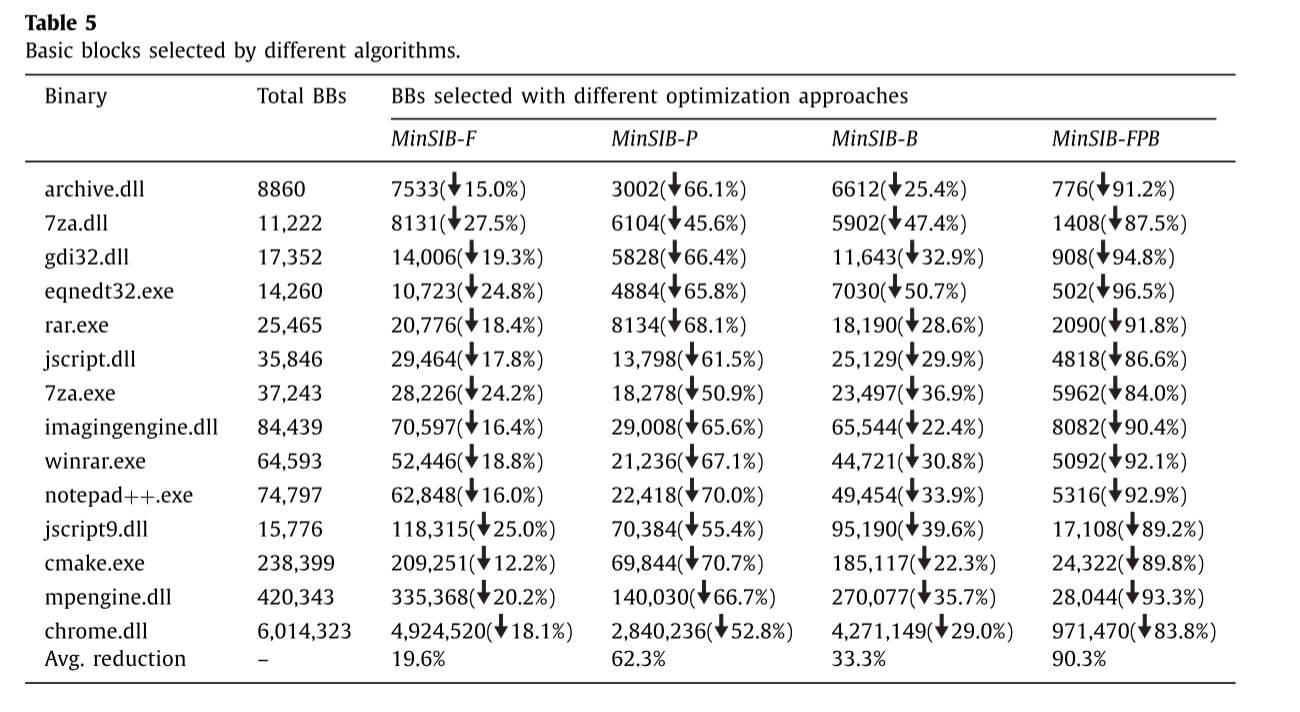 Table 5
Basic blocks selected by different algorithms.
Binary Total BBs BBs selected with different optimization approaches
MinSIB-F MinSIB-P MinSIB-B MinSIB-FPB
archive.dll 8860 7533(↓15.0%) 3002(↓66.1%) 6612(↓25.4%) 776(↓91.2%)
7za.dll 11,222 8131(↓27.5%) 6104(↓45.6%) 5902(↓47.4%) 1408(↓87.5%)
gdi32.dll 17,352 14,006(↓19.3%) 5828(↓66.4%) 11,643(↓32.9%) 908(↓94.8%)
eqnedt32.exe 14,260 10,723(↓24.8%) 4884(↓65.8%) 7030(↓50.7%) 502(↓96.5%)
rar.exe 25,465 20,776(↓18.4%) 8134(↓68.1%) 18,190(↓28.6%) 2090(↓91.8%)
jscript.dll 35,846 29,464(↓17.8%) 13,798(↓61.5%) 25,129(↓29.9%) 4818(↓86.6%)
7za.exe 37,243 28,226(↓24.2%) 18,278(↓50.9%) 23,497(↓36.9%) 5962(↓84.0%)
imagingengine.dll 84,439 70,597(↓16.4%) 29,008(↓65.6%) 65,544(↓22.4%) 8082(↓90.4%)
winrar.exe 64,593 52,446(↓18.8%) 21,236(↓67.1%) 44,721(↓30.8%) 5092(↓92.1%)
notepad++.exe 74,797 62,848(↓16.0%) 22,418(↓70.0%) 49,454(↓33.9%) 5316(↓92.9%)
jscript9.dll 15,776 118,315(↓25.0%) 70,384(↓55.4%) 95,190(↓39.6%) 17,108(↓89.2%)
cmake.exe 238,399 209,251(↓12.2%) 69,844(↓70.7%) 185,117(↓22.3%) 24,322(↓89.8%)
mpengine.dll 420,343 335,368(↓20.2%) 140,030(↓66.7%) 270,077(↓35.7%) 28,044(↓93.3%)
chrome.dll 6,014,323 4,924,520(↓18.1%) 2,840,236(↓52.8%) 4,271,149(↓29.0%) 971,470(↓83.8%)
Avg. reduction – 19.6% 62.3% 33.3% 90.3%